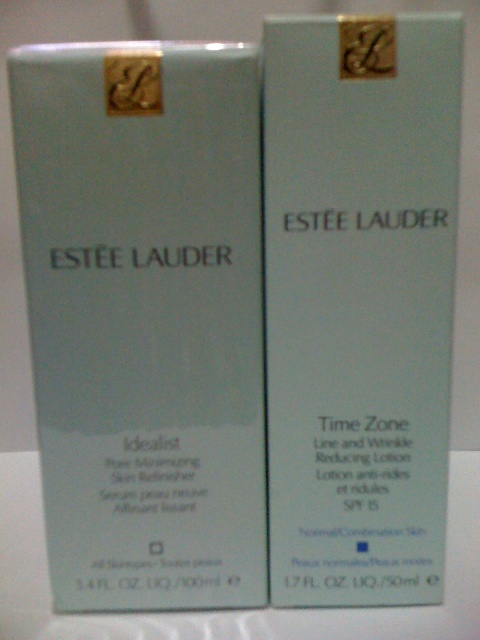 ESTĒE LAUDER
Idealist
Pore Minimizing
Skin Refinisher
Serum peau neuve
Affinant lissant
All Skintypes/Toutes peaux
3.4 FL. OZ. LIQ./100ml e
ESTĒE LAUDER
Time Zone
Line and Wrinkle
Reducing Lotion
Lotion anti-rides
et ridules
SPF 15
Normal/Combination Skin
Peaux normales/Peaux mixtes
1.7 FL. OZ. LIQ./50ml e